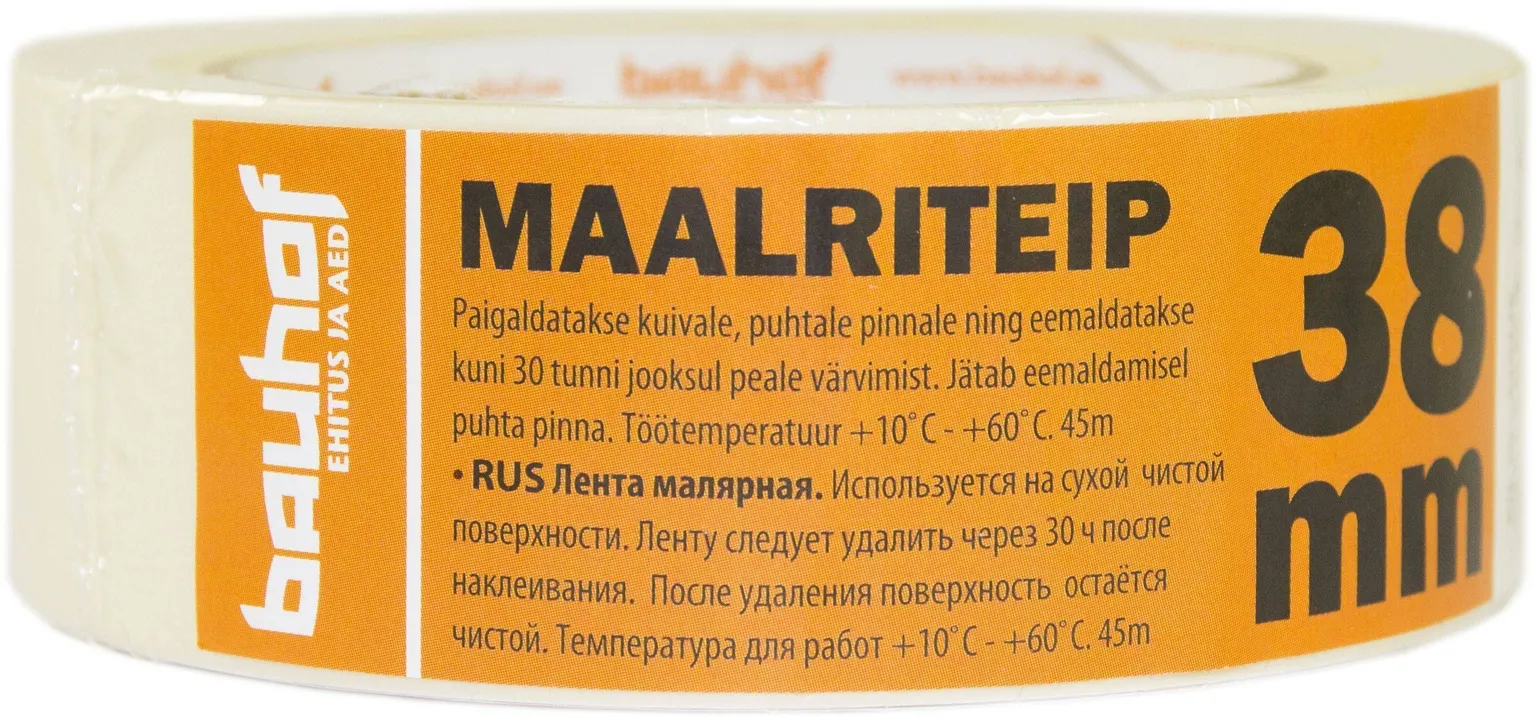 bauhof
bauhof
EHITUS JA AED
MAALRITEIP
Paigaldatakse kuivale, puhtale pinnale ning eemaldatakse
kuni 30 tunni jooksul peale värvimist. Jätab eemaldamisel
puhta pinna. Töötemperatuur +10°C - +60°C. 45m
• RUS Лента малярная. Используется на сухой чистой
поверхности. Ленту следует удалить через 30 ч после
наклеивания. После удаления поверхность остаётся
чистой. Температура для работ +10°C - +60°C. 45m
38
mm